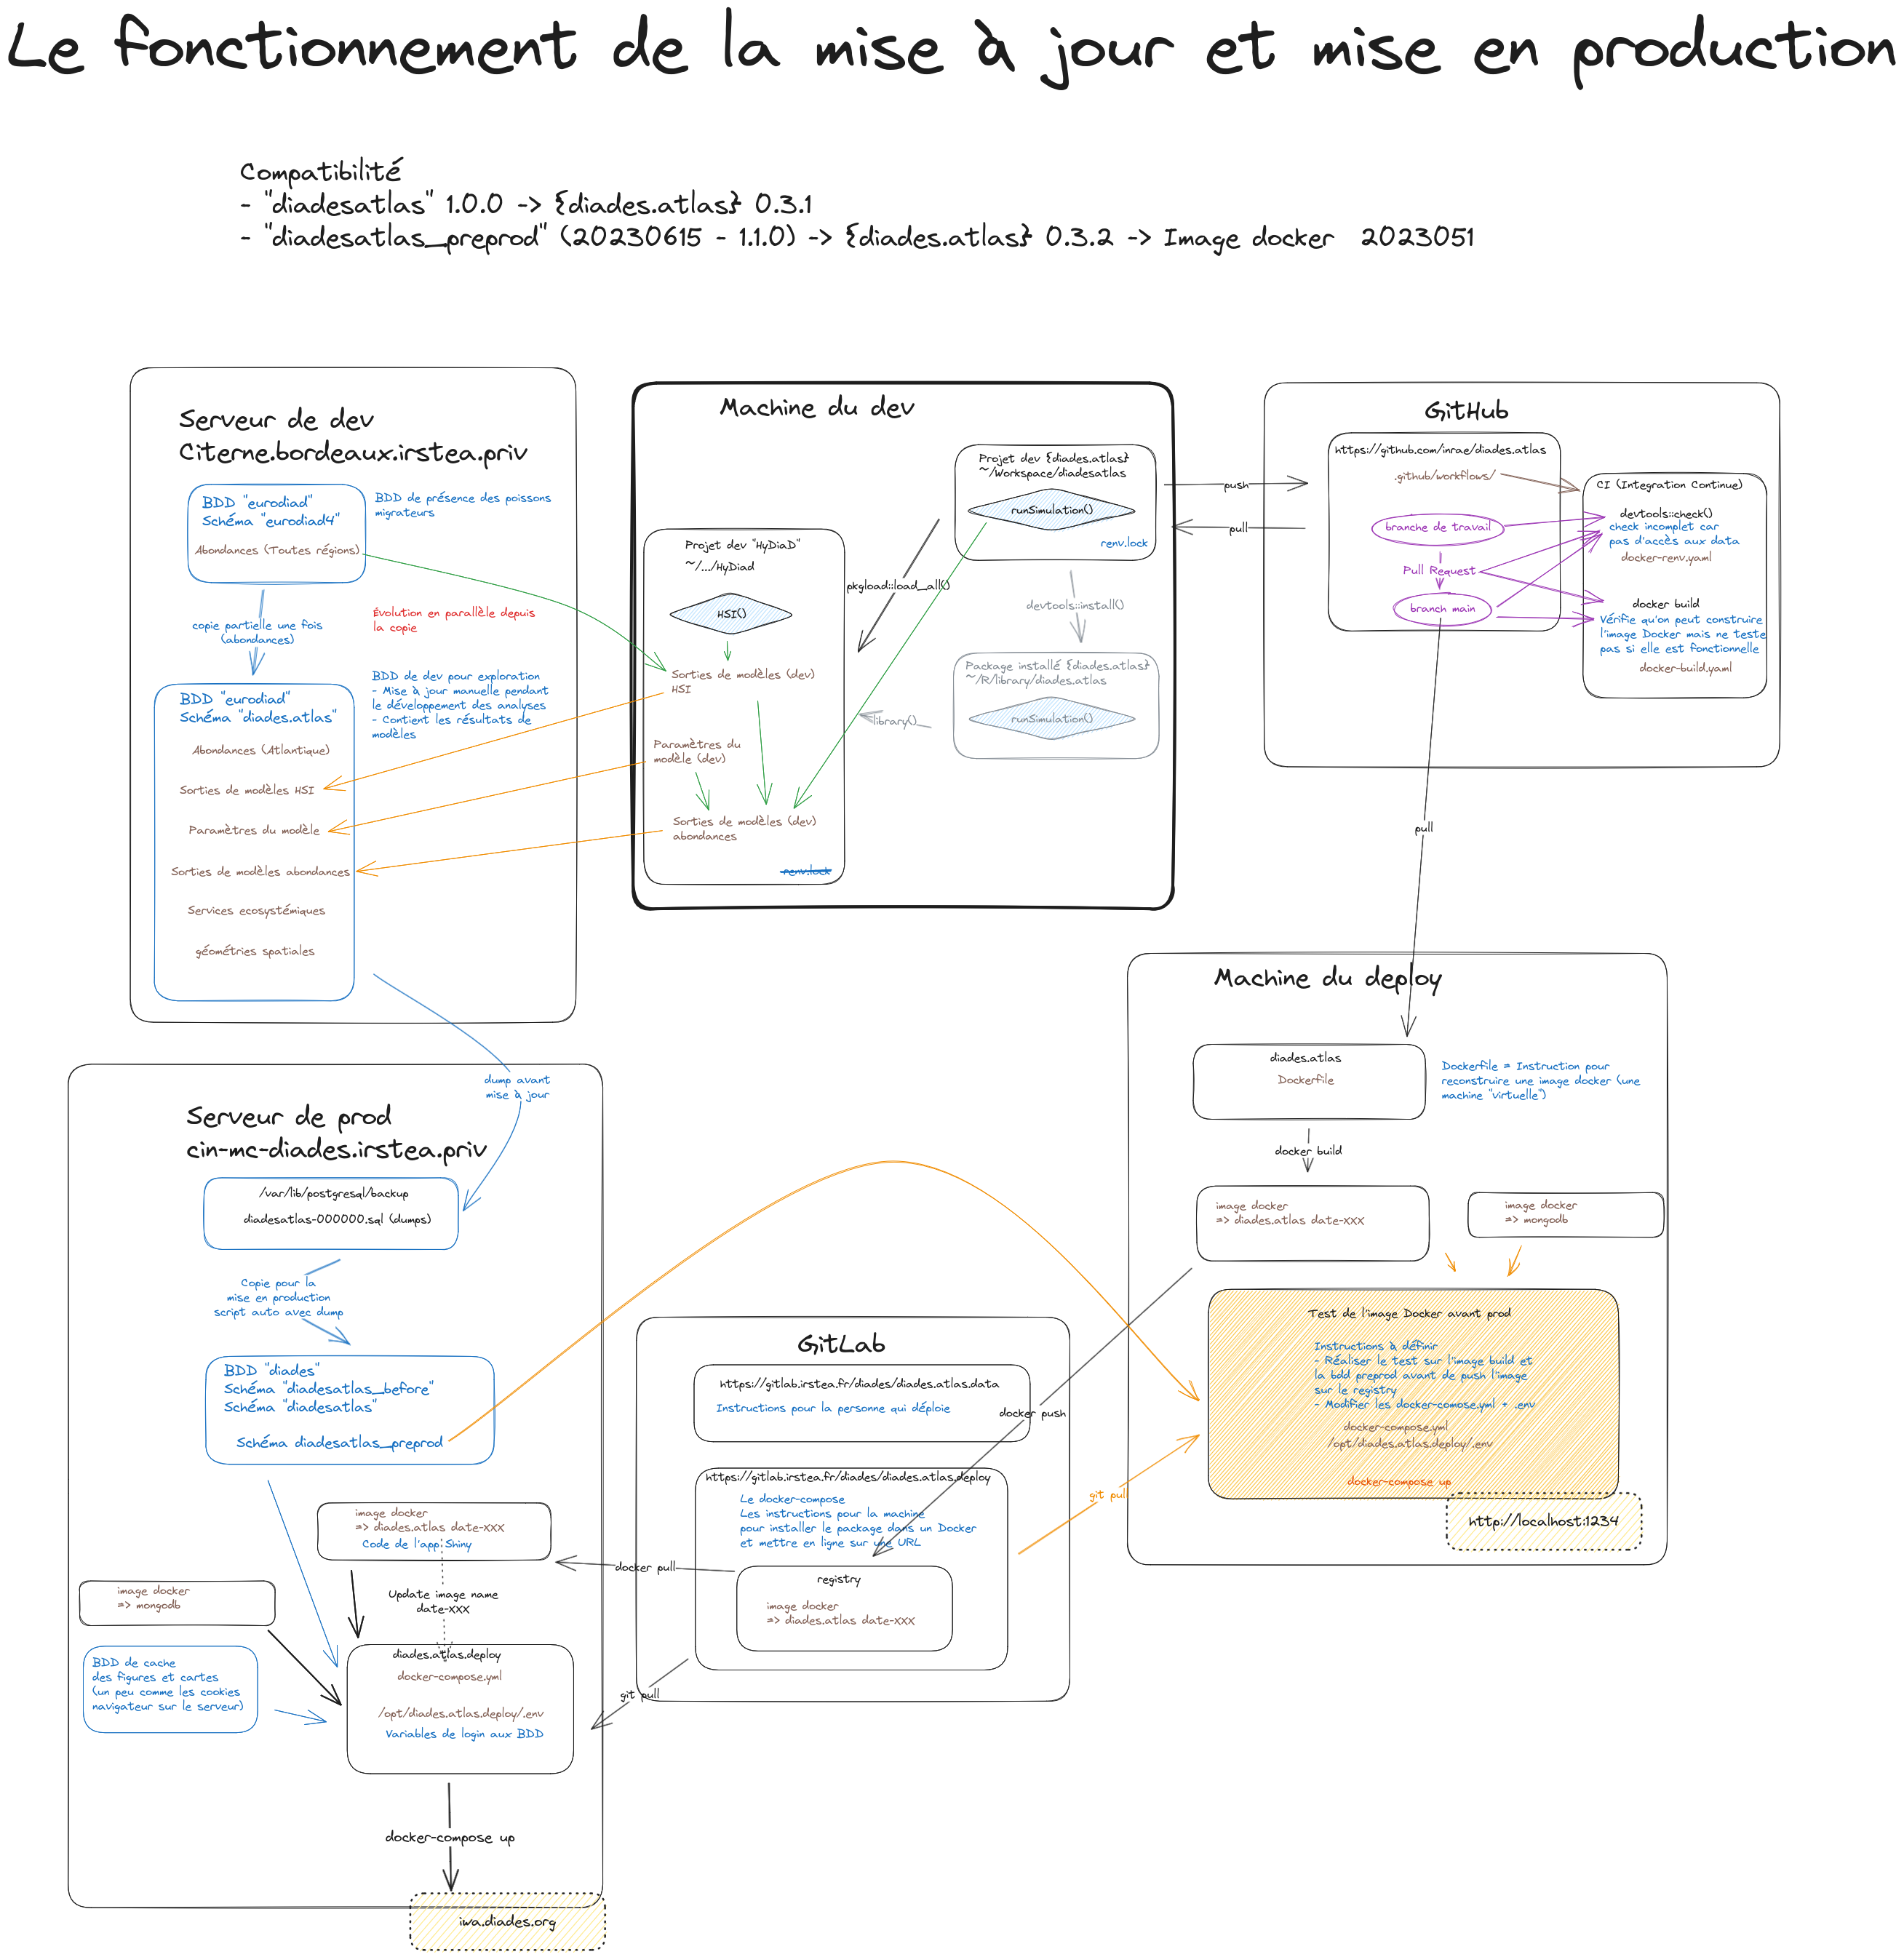 Le fonctionnement de la mise à jour et mise en production
Compatibilité
- "diadesatlas" 1.0.0 -> {diades.atlas} 0.3.1
- "diadesatlas_preprod" (20230615 - 1.1.0) -> {diades.atlas} 0.3.2 -> Image docker 2023051
Serveur de dev
Citerne.bordeaux.irstea.priv
BDD "eurodiad"
Schéma "eurodiad4"
Abondances (Toutes régions)
BDD de présence des poissons
migrateurs
copie partielle une fois
(abondances)
Évolution en parallèle depuis
la copie
BDD "eurodiad"
Schéma "diades.atlas"
Abondances (Atlantique)
Sorties de modèles HSI
Paramètres du modèle
Sorties de modèles abondances
Services ecosystémiques
géométries spatiales
BDD de dev pour exploration
- Mise à jour manuelle pendant
le développement des analyses
- Contient les résultats de
modèles
Machine du dev
Projet dev {diades.atlas}
~/Workspace/diadesatlas
runSimulation()
renv.lock
Projet dev "HyDiaD"
~/.../HyDiad
HSI()
Sorties de modèles (dev)
HSI
Paramètres du
modèle (dev)
Sorties de modèles (dev)
abondances
renv.lock
pkgload::load_all()
devtools::install()
Package installé {diades.atlas}
~/R/library/diades.atlas
runSimulation()
library()
push
pull
GitHub
https://github.com/inrae/diades.atlas
.github/workflows/
branche de travail
Pull Request
branch main
CI (Integration Continue)
devtools::check()
check incomplet car
pas d'accès aux data
docker-renv.yaml
docker build
Vérifie qu'on peut construire
l'image Docker mais ne teste
pas si elle est fonctionnelle
docker-build.yaml
pull
Machine du deploy
diades.atlas
Dockerfile
Dockerfile = Instruction pour
reconstruire une image docker (une
machine "virtuelle")
docker build
image docker
=> diades.atlas date-XXX
image docker
=> mongodb
Test de l'image Docker avant prod
Instructions à définir
- Réaliser le test sur l'image build et
la bdd preprod avant de push l'image
sur le registry
- Modifier les docker-comose.yml + .env
docker-compose.yml
/opt/diades.atlas.deploy/.env
docker-compose up
http://localhost:1234
dump avant
mise à jour
Serveur de prod
cin-mc-diades.irstea.priv
/var/lib/postgresql/backup
diadesatlas-000000.sql (dumps)
Copie pour la
mise en production
script auto avec dump
BDD "diades"
Schéma "diadesatlas_before"
Schéma "diadesatlas"
Schéma diadesatlas_preprod
image docker
=> diades.atlas date-XXX
Code de l'app Shiny
Update image name
date-XXX
image docker
=> mongodb
BDD de cache
des figures et cartes
(un peu comme les cookies
navigateur sur le serveur)
diades.atlas.deploy
docker-compose.yml
/opt/diades.atlas.deploy/.env
Variables de login aux BDD
docker-compose up
iwa.diades.org
GitLab
https://gitlab.irstea.fr/diades/diades.atlas.data
Instructions pour la personne qui déploie
docker push
https://gitlab.irstea.fr/diades/diades.atlas.deploy
Le docker-compose
Les instructions pour la machine
pour installer le package dans un Docker
et mettre en ligne sur une URL
registry
image docker
=> diades.atlas date-XXX
docker pull
git pull
git pull